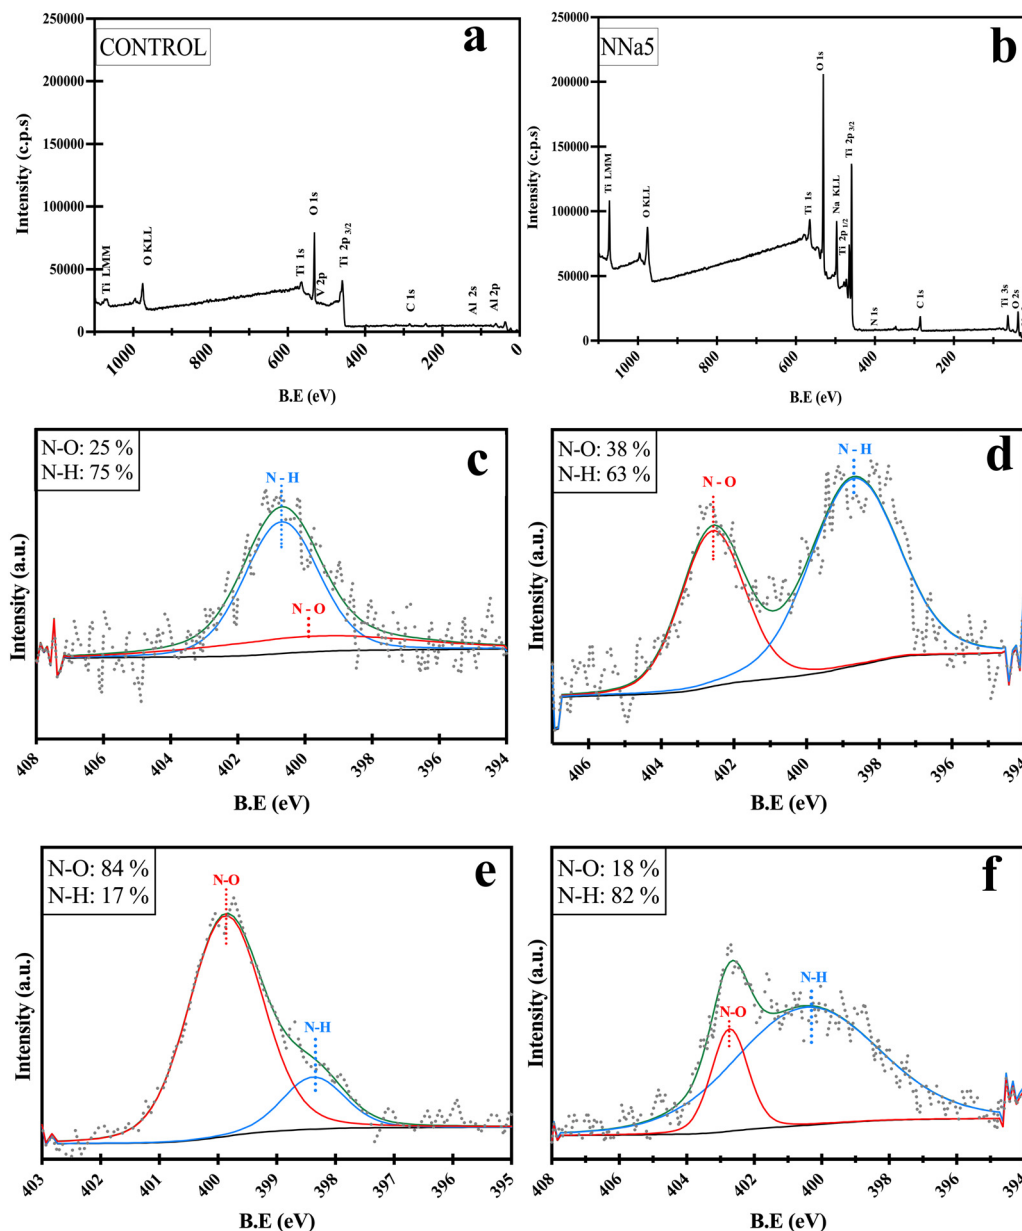 a
CONTROL
250000
200000
150000
100000
50000
0
Intensity (c.p.s)
Ti LMM
O KLL
Ti 1s
O 1s
V 2p
Ti 2p 3/2
C 1s
Al 2s
Al 2p
1000
800
600
400
200
0
B.E (eV)
b
NNa5
250000
200000
150000
100000
50000
0
Intensity (c.p.s)
Ti LMM
O KLL
Ti 1s
O 1s
Na KLL
Ti 2p 1/2
Ti 2p 3/2
N 1s
C 1s
Ti 3s
O 2s
1000
800
600
400
200
B.E (eV)
c
N-O: 25 %
N-H: 75 %
N - H
N - O
Intensity (a.u.)
408
406
404
402
400
398
396
394
B.E (eV)
d
N-O: 38 %
N-H: 63 %
N - O
N - H
Intensity (a.u.)
406
404
402
400
398
396
394
B.E (eV)
e
N-O: 84 %
N-H: 17 %
N-O
N-H
Intensity (a.u.)
403
402
401
400
399
398
397
396
395
B.E (eV)
f
N-O: 18 %
N-H: 82 %
N-O
N-H
Intensity (a.u.)
408
406
404
402
400
398
396
394
B.E (eV)